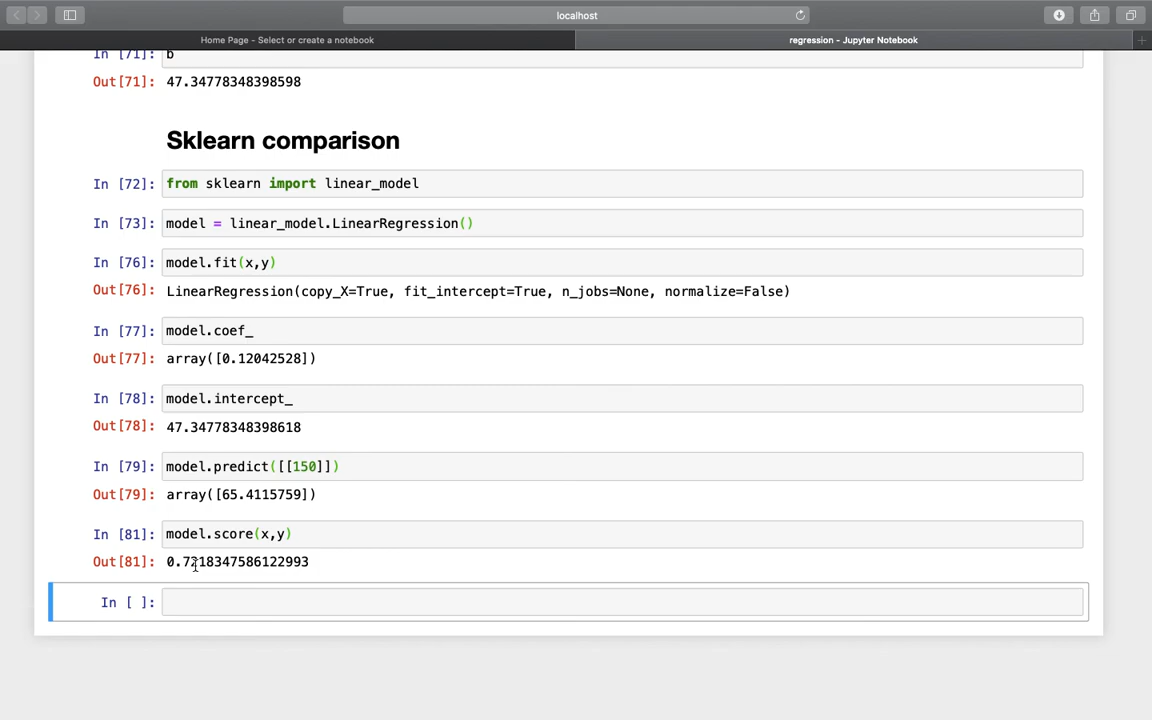 localhost
Home Page - Select or create a notebook
regression - Jupyter Notebook
In [71]: b
Out[71]: 47.34778348398598
Sklearn comparison
In [72]: from sklearn import linear_model
In [73]: model = linear_model.LinearRegression()
In [76]: model.fit(x,y)
Out[76]: LinearRegression(copy_X=True, fit_intercept=True, n_jobs=None, normalize=False)
In [77]: model.coef_
Out[77]: array([0.12042528])
In [78]: model.intercept_
Out[78]: 47.34778348398618
In [79]: model.predict([[150]])
Out[79]: array([65.4115759])
In [81]: model.score(x,y)
Out[81]: 0.7218347586122993
In [ ]: